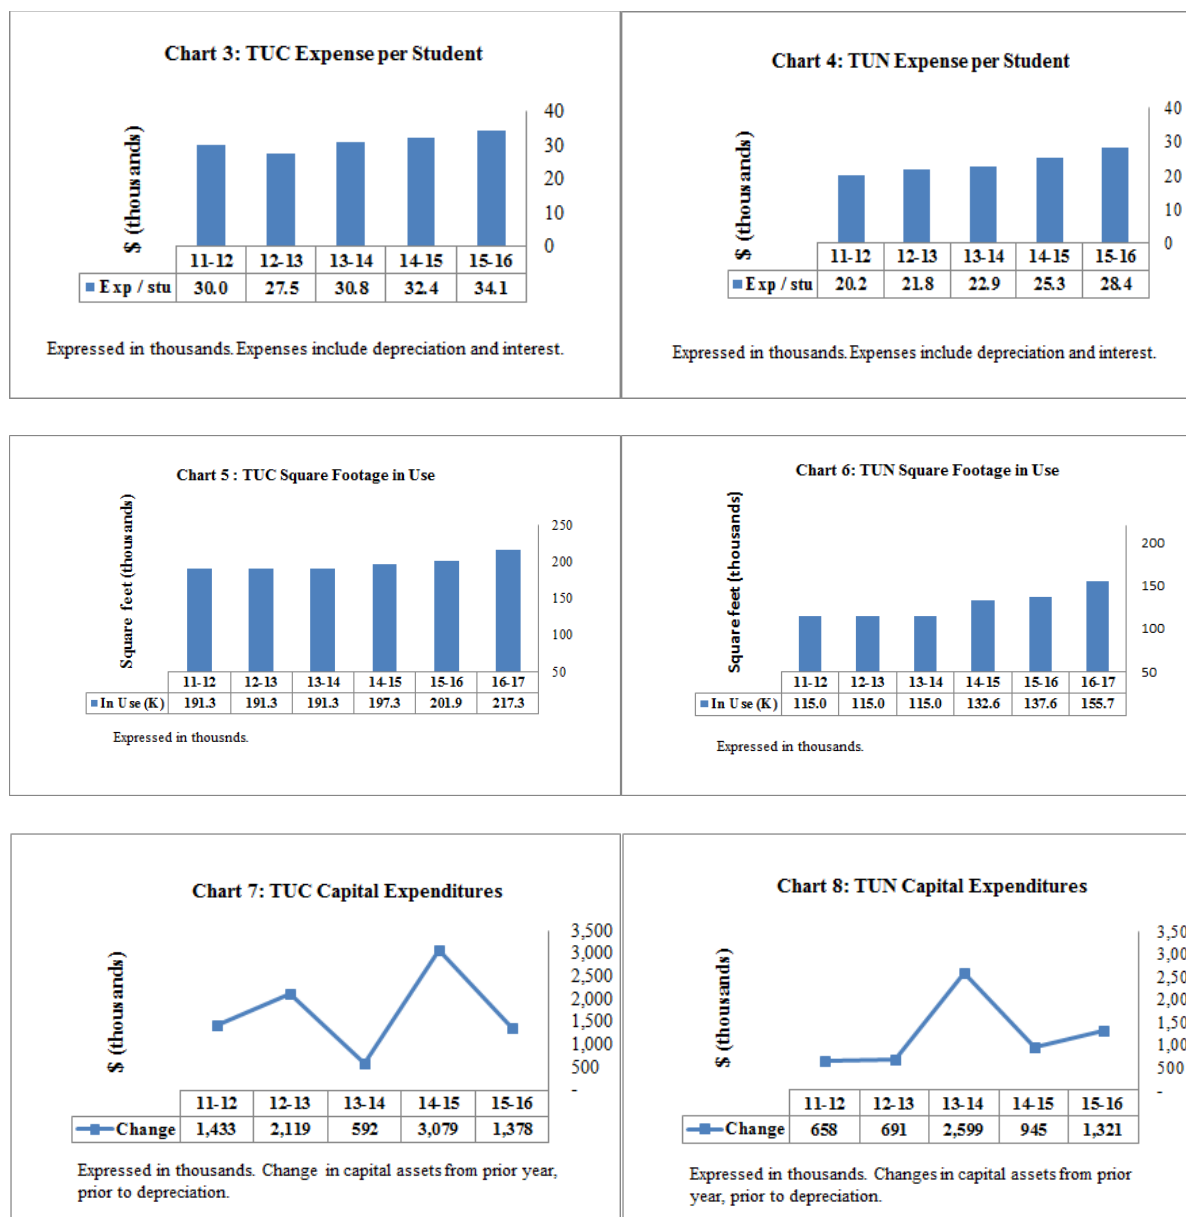 Chart 3: TUC Expense per Student
$ (thousands)
40
30
20
10
0
11-12 12-13 13-14 14-15 15-16
Exp / stu 30.0 27.5 30.8 32.4 34.1
Expressed in thousands. Expenses include depreciation and interest.
Chart 4: TUN Expense per Student
$ (thousands)
40
30
20
10
0
11-12 12-13 13-14 14-15 15-16
Exp / stu 20.2 21.8 22.9 25.3 28.4
Expressed in thousands. Expenses include depreciation and interest.
Chart 5 : TUC Square Footage in Use
Square feet (thousands)
250
200
150
100
50
11-12 12-13 13-14 14-15 15-16 16-17
In Use (K) 191.3 191.3 191.3 197.3 201.9 217.3
Expressed in thousnds.
Chart 6: TUN Square Footage in Use
Square feet (thousands)
200
150
100
50
11-12 12-13 13-14 14-15 15-16 16-17
In Use (K) 115.0 115.0 115.0 132.6 137.6 155.7
Expressed in thousands.
Chart 7: TUC Capital Expenditures
$ (thousands)
3,500
3,000
2,500
2,000
1,500
1,000
500
-
11-12 12-13 13-14 14-15 15-16
Change 1,433 2,119 592 3,079 1,378
Expressed in thousands. Change in capital assets from prior year,
prior to depreciation.
Chart 8: TUN Capital Expenditures
$ (thousands)
3,50
3,00
2,50
2,00
1,50
1,00
500
-
11-12 12-13 13-14 14-15 15-16
Change 658 691 2,599 945 1,321
Expressed in thousands. Changes in capital assets from prior
year, prior to depreciation.